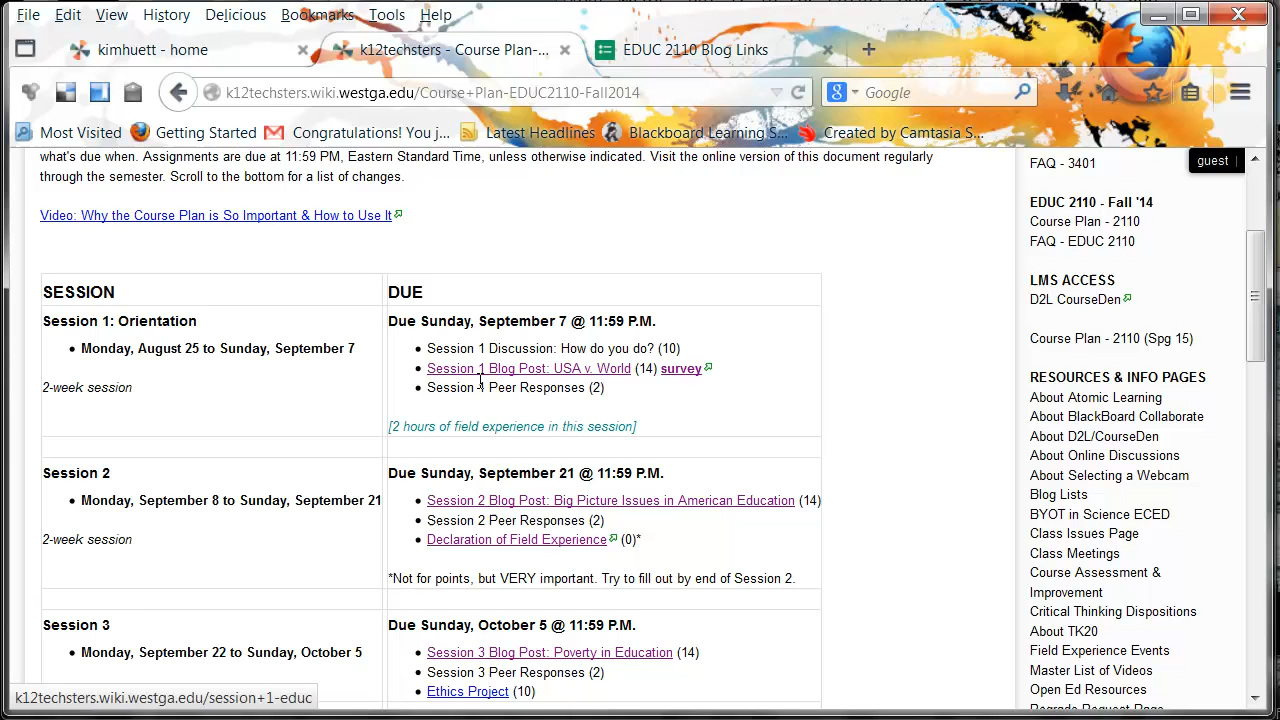 File Edit View History Delicious Bookmarks Tools Help
kimhuett - home
k12techsters - Course Plan-...
EDUC 2110 Blog Links
k12techsters.wiki.westga.edu/Course+Plan-EDUC2110-Fall2014
Google
Most Visited Getting Started Congratulations! You j... Latest Headlines Blackboard Learning S... Created by Camtasia S...
guest
what's due when. Assignments are due at 11:59 PM, Eastern Standard Time, unless otherwise indicated. Visit the online version of this document regularly
through the semester. Scroll to the bottom for a list of changes.
Video: Why the Course Plan is So Important & How to Use It
SESSION
DUE
Session 1: Orientation
Monday, August 25 to Sunday, September 7
2-week session
Due Sunday, September 7 @ 11:59 P.M.
Session 1 Discussion: How do you do? (10)
Session 1 Blog Post: USA v. World (14) survey
Session 1 Peer Responses (2)
[2 hours of field experience in this session]
Session 2
Monday, September 8 to Sunday, September 21
2-week session
Due Sunday, September 21 @ 11:59 P.M.
Session 2 Blog Post: Big Picture Issues in American Education (14)
Session 2 Peer Responses (2)
Declaration of Field Experience (0)*
*Not for points, but VERY important. Try to fill out by end of Session 2.
Session 3
Monday, September 22 to Sunday, October 5
Due Sunday, October 5 @ 11:59 P.M.
Session 3 Blog Post: Poverty in Education (14)
Session 3 Peer Responses (2)
Ethics Project (10)
FAQ - 3401
EDUC 2110 - Fall '14
Course Plan - 2110
FAQ - EDUC 2110
LMS ACCESS
D2L CourseDen
Course Plan - 2110 (Spg 15)
RESOURCES & INFO PAGES
About Atomic Learning
About BlackBoard Collaborate
About D2L/CourseDen
About Online Discussions
About Selecting a Webcam
Blog Lists
BYOT in Science ECED
Class Issues Page
Class Meetings
Course Assessment &
Improvement
Critical Thinking Dispositions
About TK20
Field Experience Events
Master List of Videos
Open Ed Resources
Regrade Request Page
k12techsters.wiki.westga.edu/session+1-educ